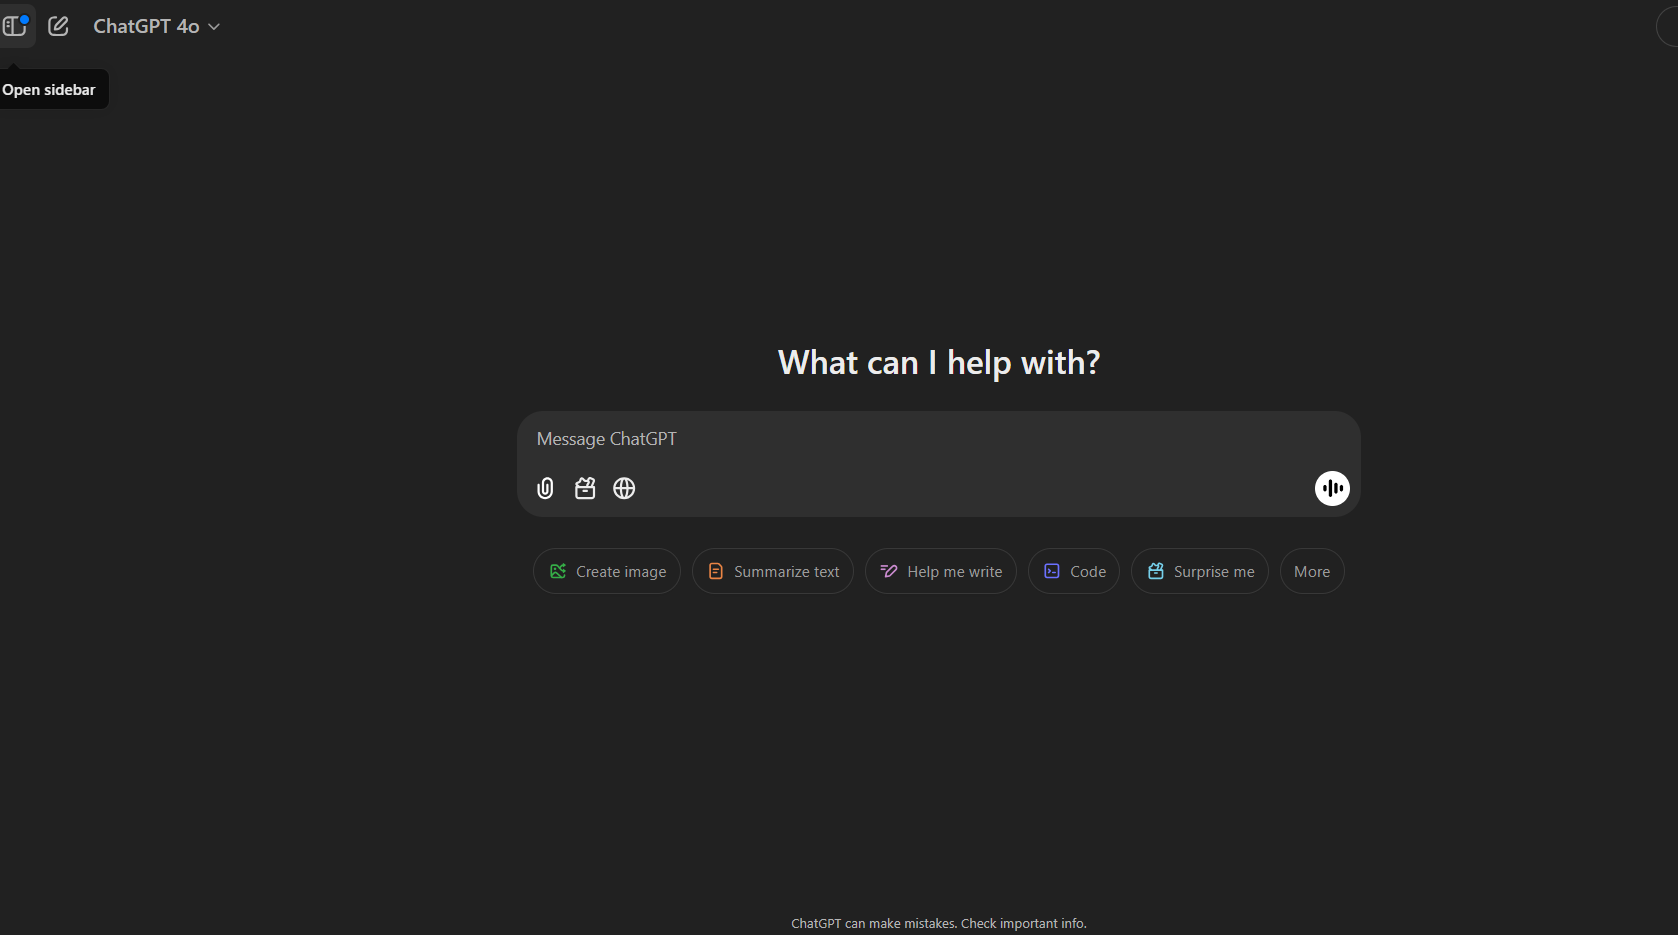 ChatGPT 4o
Open sidebar
What can I help with?
Message ChatGPT
Create image
Summarize text
Help me write
Code
Surprise me
More
ChatGPT can make mistakes. Check important info.